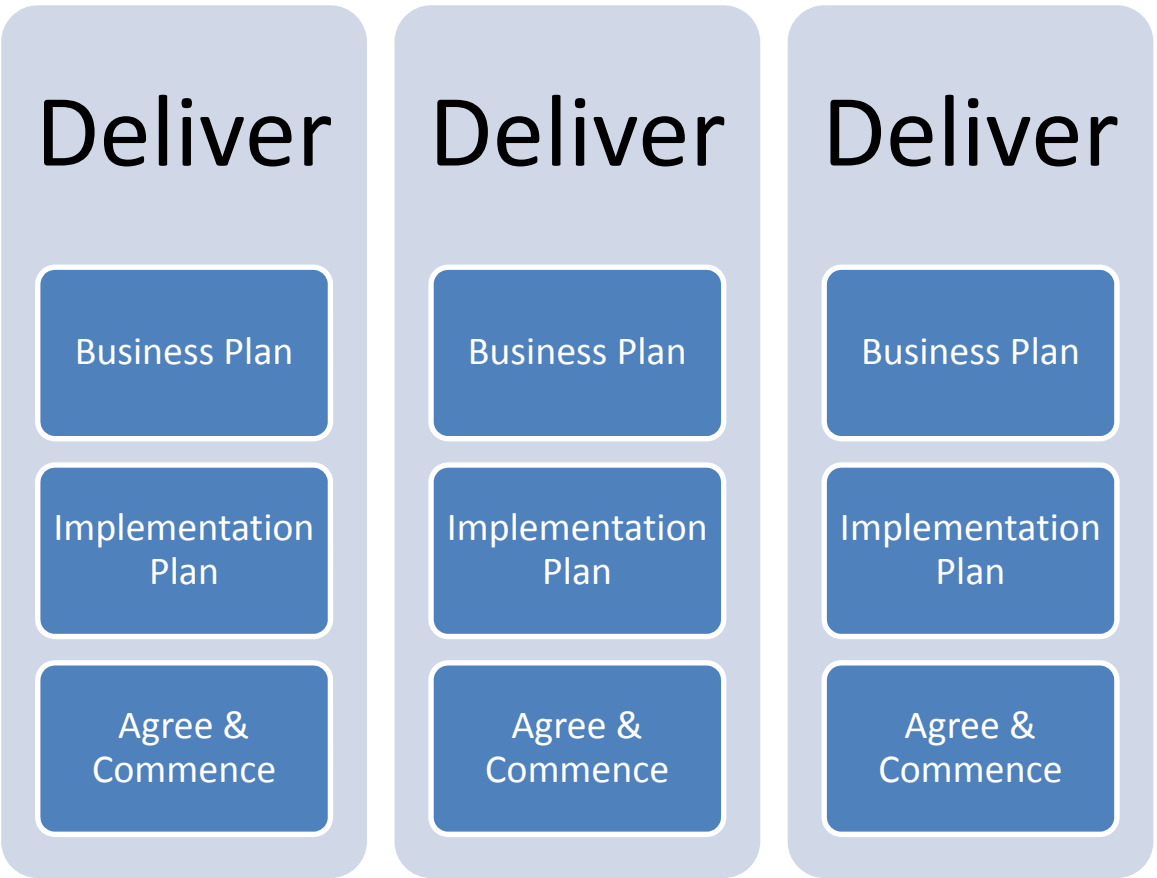 Deliver
Business Plan
Implementation
Plan
Agree &
Commence
Deliver
Business Plan
Implementation
Plan
Agree &
Commence
Deliver
Business Plan
Implementation
Plan
Agree &
Commence